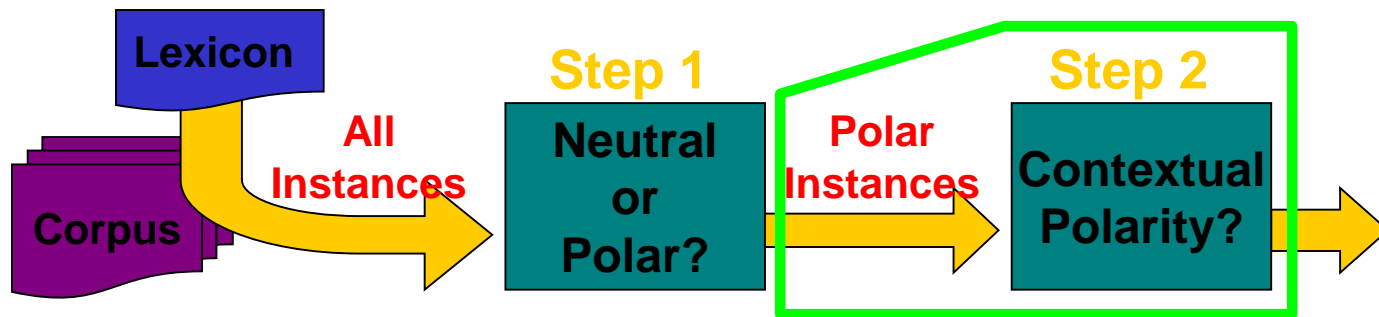 Lexicon
Corpus
All
Instances
Step 1
Neutral
or
Polar?
Polar
Instances
Step 2
Contextual
Polarity?